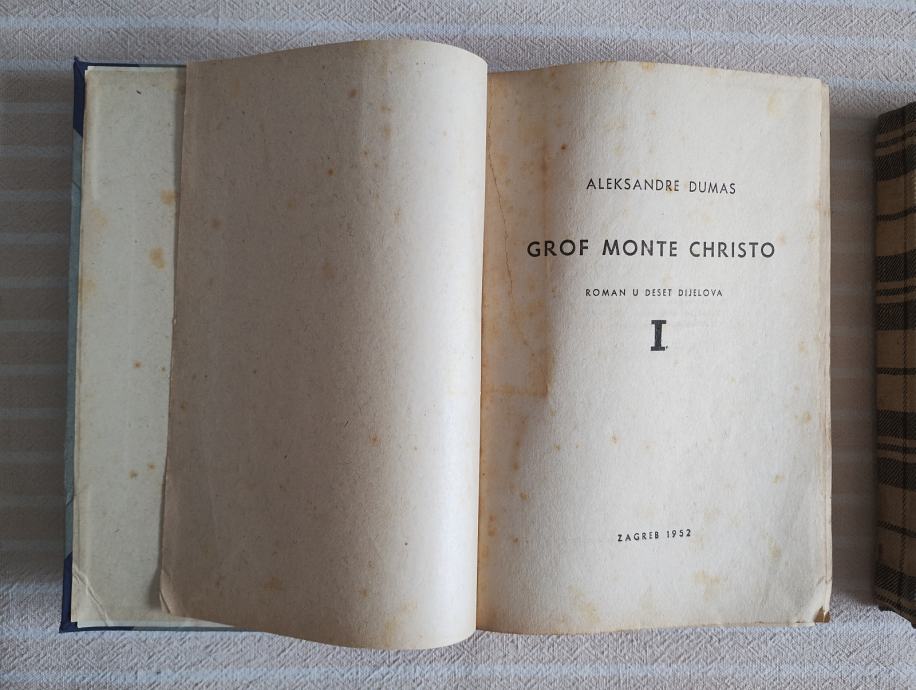 ALEKSANDRE DUMAS
GROF MONTE CHRISTO
ROMAN U DESET DIJELOVA
I
ZAGREB 1952